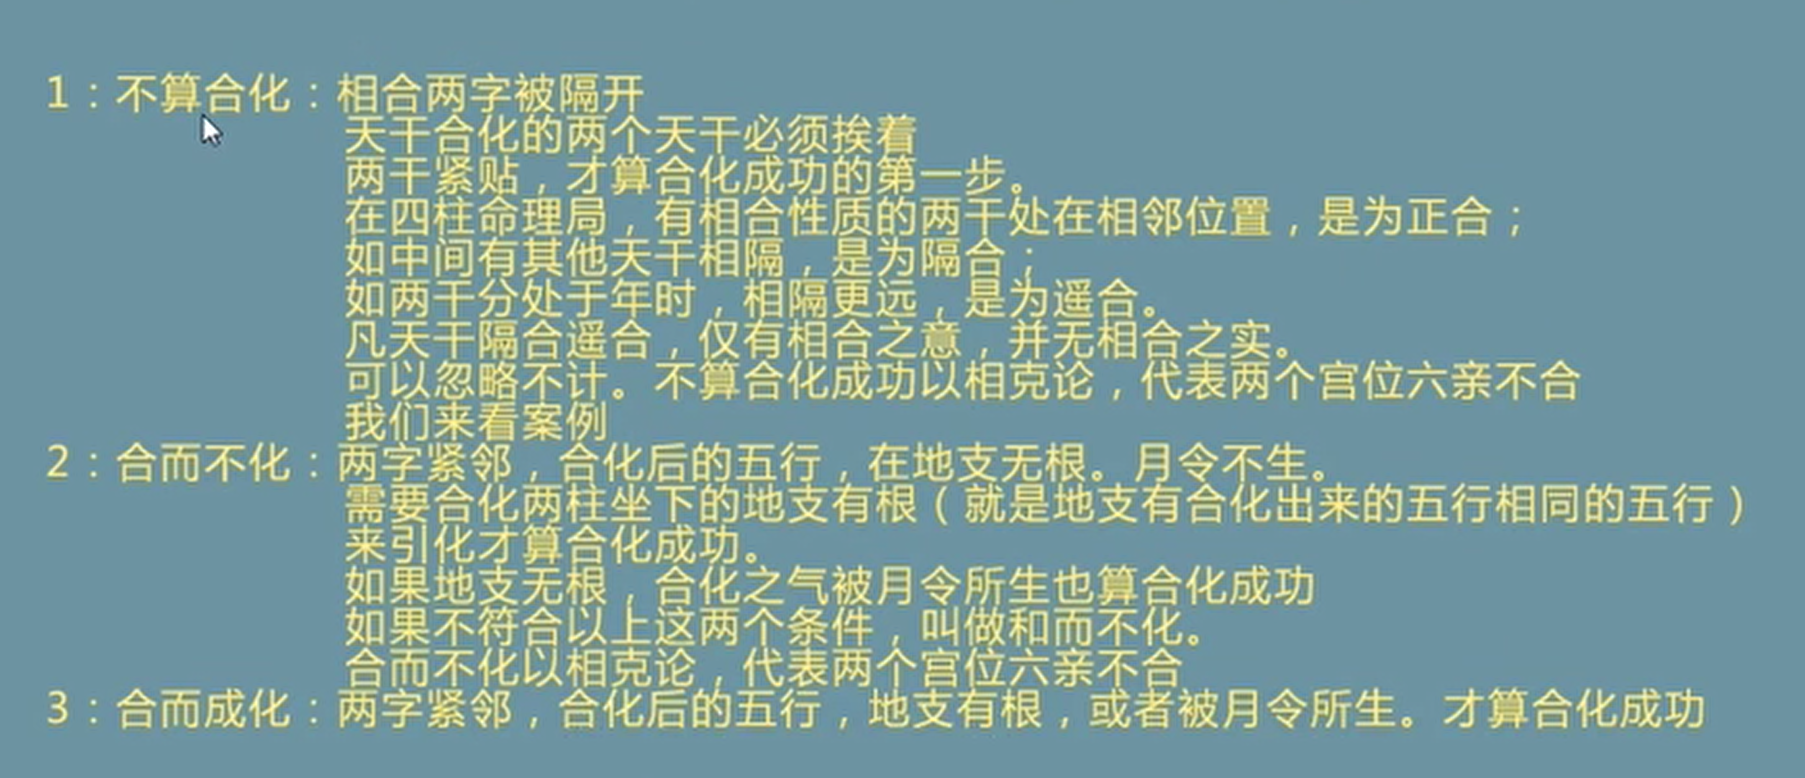 1：不算合化：相合两字被隔开
天干合化的两个天干必须挨着
两干紧贴，才算合化成功的第一步。
在四柱命理局，有相合性质的两干处在相邻位置，是为正合；
如中间有其他天干相隔，是为隔合；
如两干分处于年时，相隔更远，是为遥合。
凡天干隔合遥合，仅有相合之意，并无相合之实。
可以忽略不计。不算合化成功以相克论，代表两个宫位六亲不合
我们来看案例
2：合而不化：两字紧邻，合化后的五行，在地支无根。月令不生。
需要合化两柱坐下的地支有根（就是地支有合化出来的五行相同的五行）
来引化才算合化成功。
如果地支无根，合化之气被月令所生也算合化成功
如果不符合以上这两个条件，叫做和而不化。
合而不化以相克论，代表两个宫位六亲不合
3：合而成化：两字紧邻，合化后的五行，地支有根，或者被月令所生。才算合化成功